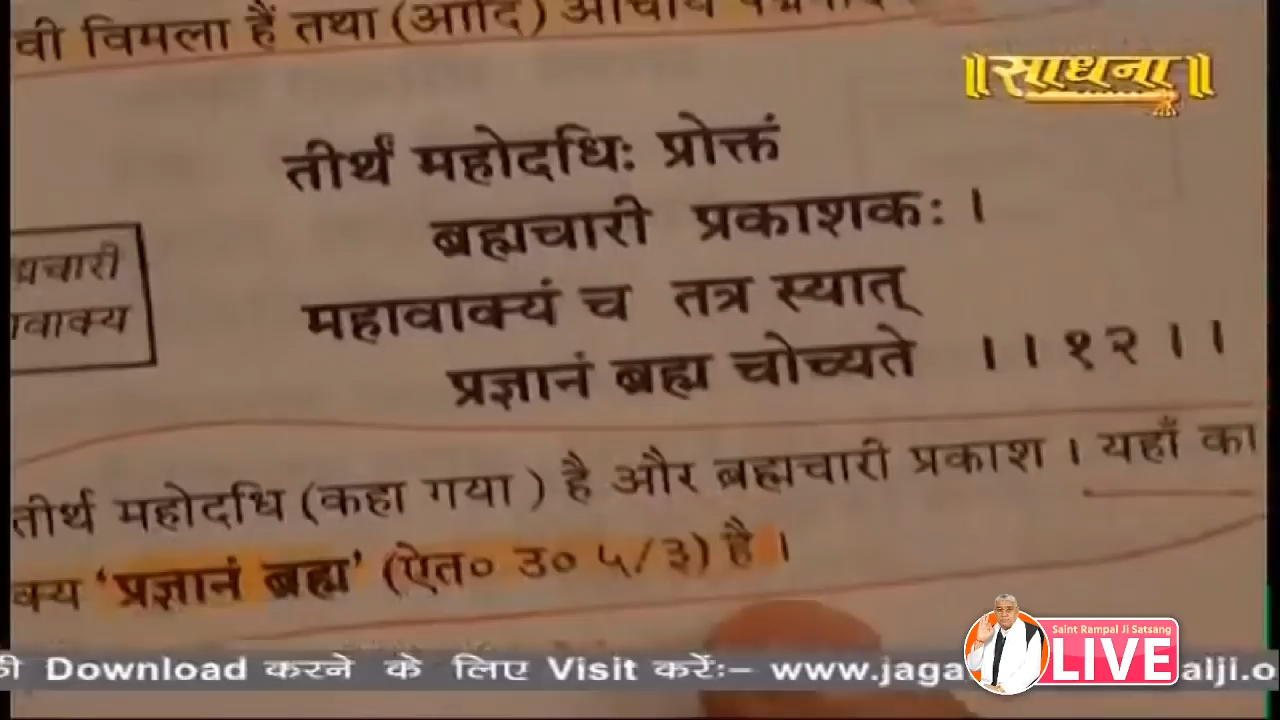 वी विमला हैं तथा (आदि) आचार्य
॥साधना॥
तीर्थं महोदधिः प्रोक्तं
ब्रह्मचारी प्रकाशकः ।
ह्मचारी
महावाक्यं च तत्र स्यात्
वाक्य
प्रज्ञानं ब्रह्म चोच्यते ।।१२।।
तीर्थ महोदधि (कहा गया) है और ब्रह्मचारी प्रकाश । यहाँ का
क्य ‘प्रज्ञानं ब्रह्म’ (ऐत० उ० ५/३) है ।
Saint Rampal Ji Satsang
LIVE
की Download करने के लिए Visit करेंः– www.jaga alji.o